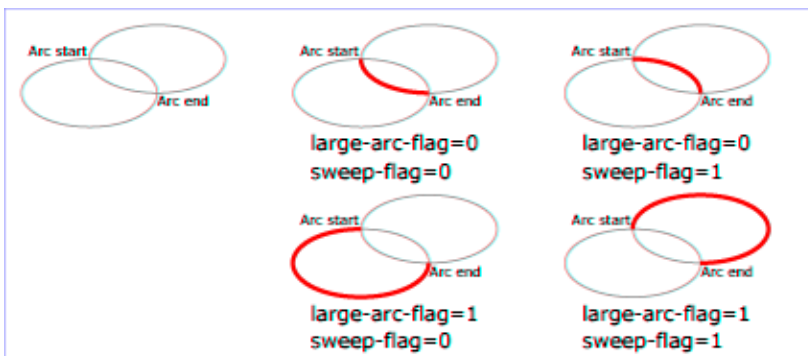 Arc start
Arc end
Arc start
Arc end
large-arc-flag=0
sweep-flag=0
Arc start
Arc end
large-arc-flag=0
sweep-flag=1
Arc start
Arc end
large-arc-flag=1
sweep-flag=0
Arc start
Arc end
large-arc-flag=1
sweep-flag=1